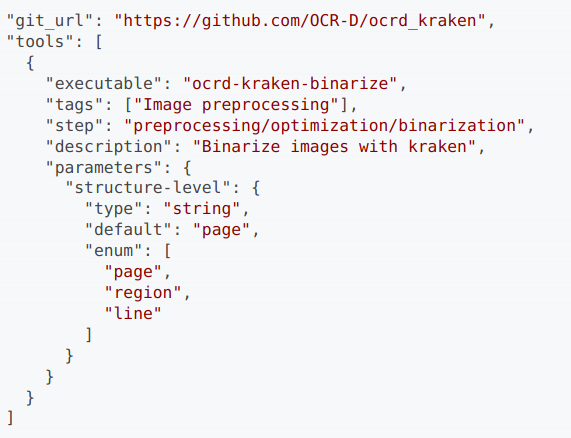 "git_url": "https://github.com/OCR-D/ocrd_kraken",
"tools": [
  {
    "executable": "ocrd-kraken-binarize",
    "tags": ["Image preprocessing"],
    "step": "preprocessing/optimization/binarization",
    "description": "Binarize images with kraken",
    "parameters": {
      "structure-level": {
        "type": "string",
        "default": "page",
        "enum": [
          "page",
          "region",
          "line"
        ]
      }
    }
  }
]